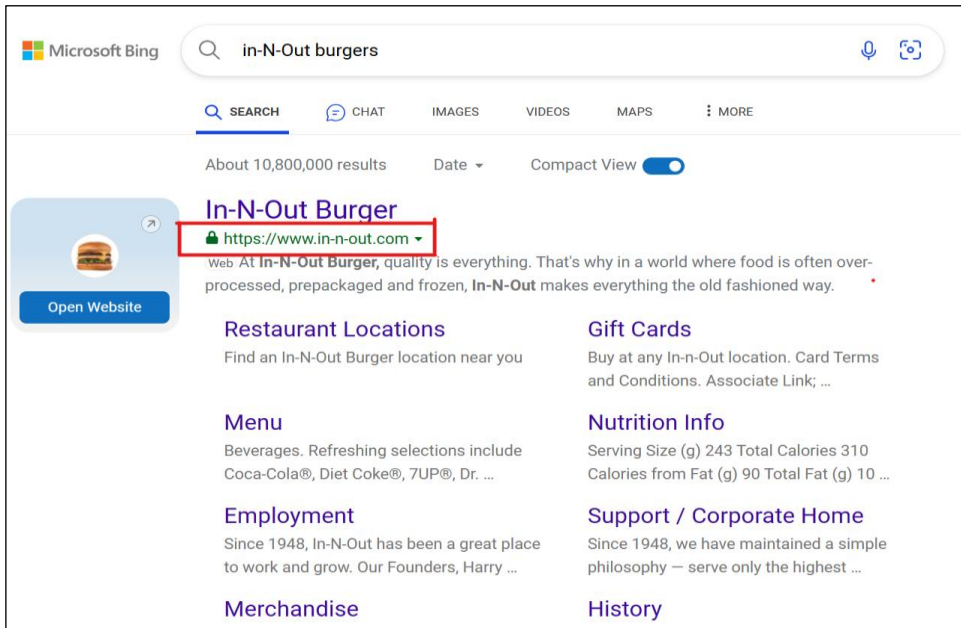 Microsoft Bing
in-N-Out burgers
SEARCH
CHAT
IMAGES
VIDEOS
MAPS
MORE
About 10,800,000 results
Date
Compact View
Open Website
In-N-Out Burger
https://www.in-n-out.com
Web At In-N-Out Burger, quality is everything. That's why in a world where food is often over-
processed, prepackaged and frozen, In-N-Out makes everything the old fashioned way.
Restaurant Locations
Find an In-N-Out Burger location near you
Gift Cards
Buy at any In-n-Out location. Card Terms
and Conditions. Associate Link; ...
Menu
Beverages. Refreshing selections include
Coca-Cola®, Diet Coke®, 7UP®, Dr. ...
Nutrition Info
Serving Size (g) 243 Total Calories 310
Calories from Fat (g) 90 Total Fat (g) 10 ...
Employment
Since 1948, In-N-Out has been a great place
to work and grow. Our Founders, Harry ...
Support / Corporate Home
Since 1948, we have maintained a simple
philosophy — serve only the highest ...
Merchandise
History